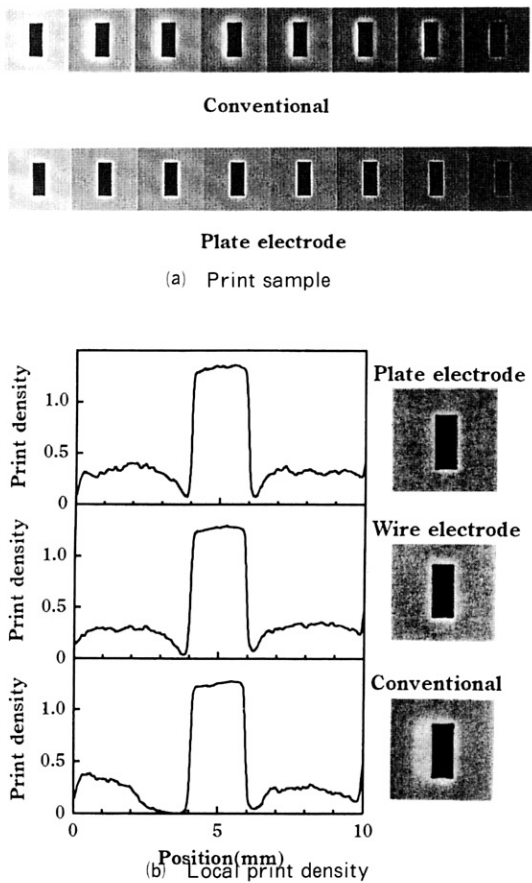 Conventional
Plate electrode
(a) Print sample
Print density
1.0
0.5
0
Plate electrode
Print density
1.0
0.5
0
Wire electrode
Print density
1.0
0.5
0
Conventional
0 5 10
Position(mm)
(b) Local print density